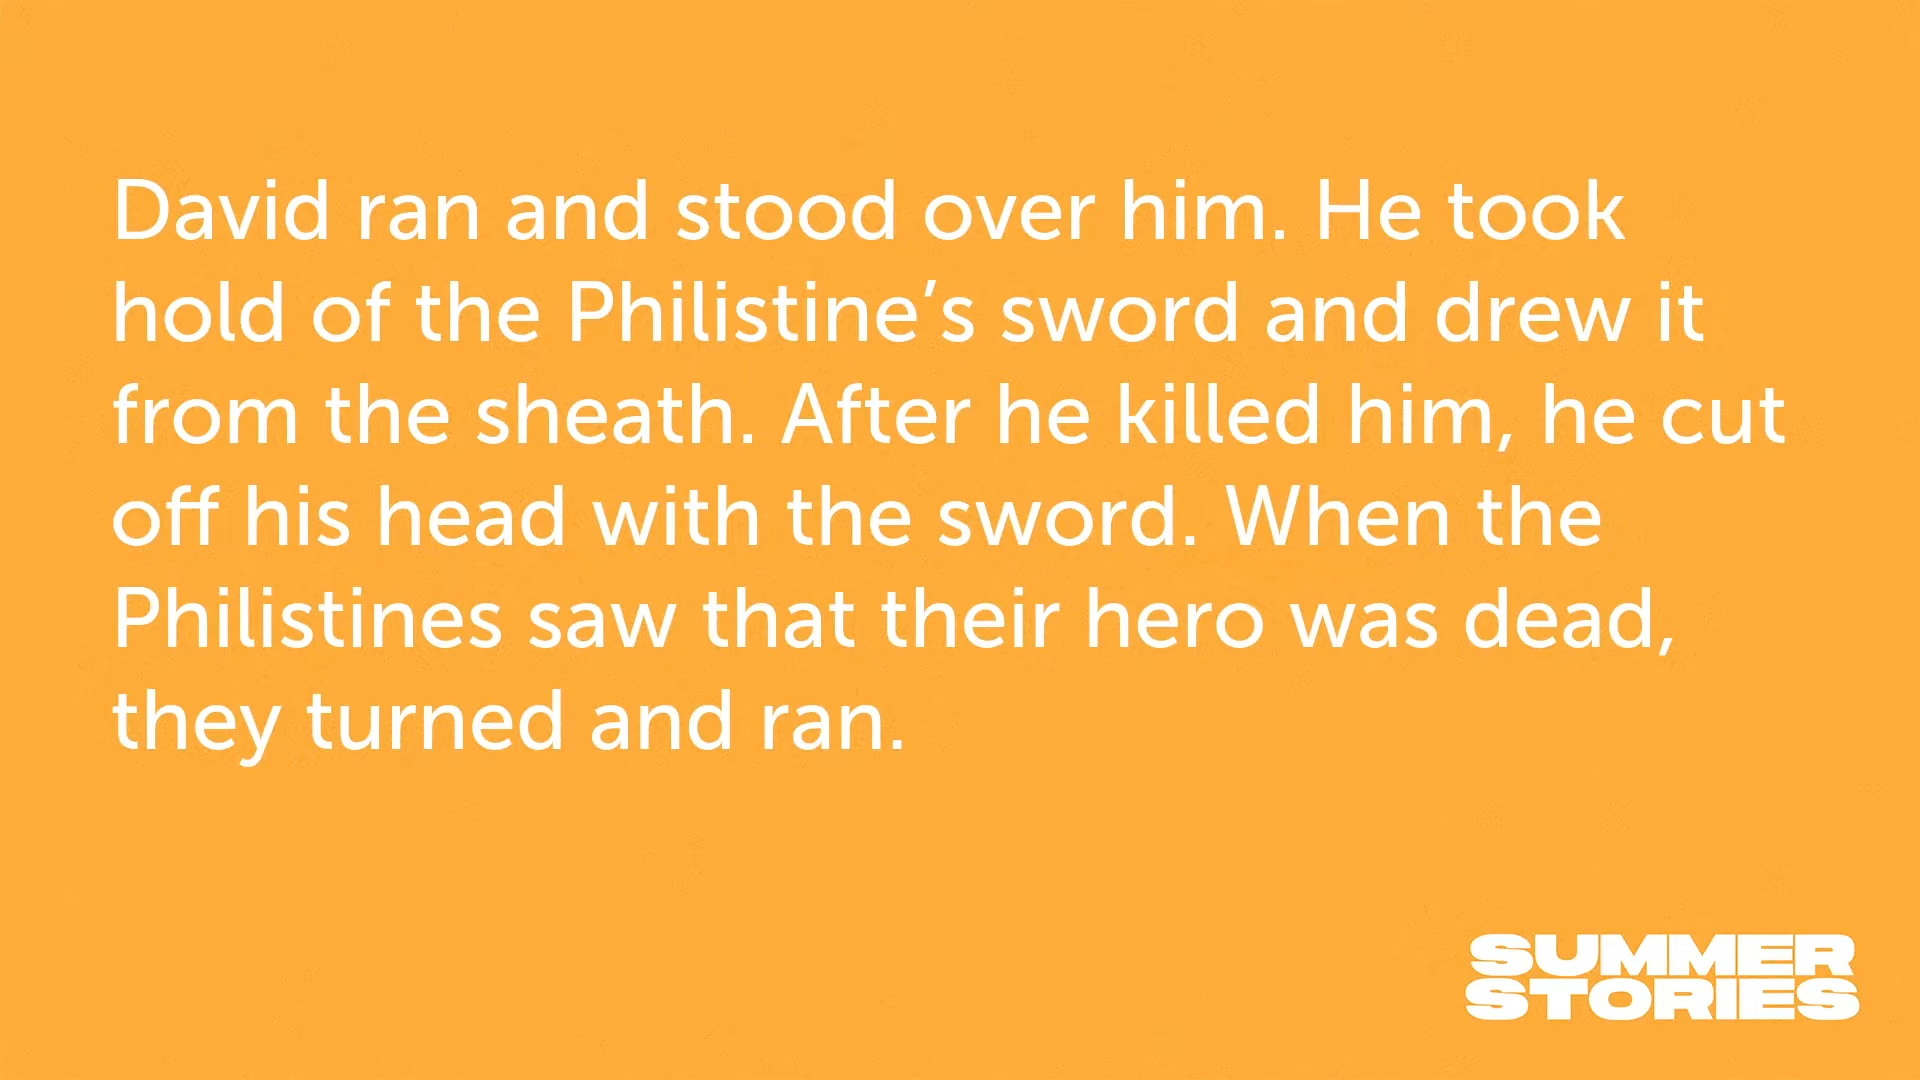 David ran and stood over him. He took
hold of the Philistine’s sword and drew it
from the sheath. After he killed him, he cut
off his head with the sword. When the
Philistines saw that their hero was dead,
they turned and ran.
SUMMER
STORIES